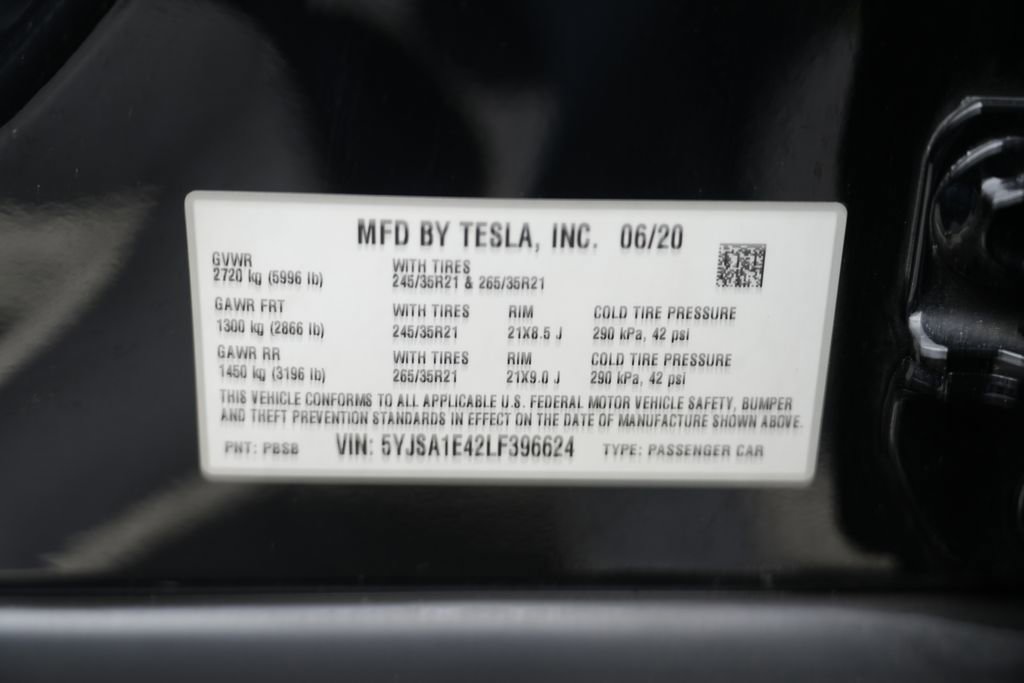 MFD BY TESLA, INC. 06/20
GVWR
2720 kg (5996 lb)
WITH TIRES
245/35R21 & 265/35R21
GAWR FRT
1300 kg (2866 lb)
WITH TIRES
245/35R21
RIM
21X8.5 J
COLD TIRE PRESSURE
290 kPa, 42 psi
GAWR RR
1450 kg (3196 lb)
WITH TIRES
265/35R21
RIM
21X9.0 J
COLD TIRE PRESSURE
290 kPa, 42 psi
THIS VEHICLE CONFORMS TO ALL APPLICABLE U.S. FEDERAL MOTOR VEHICLE SAFETY, BUMPER
AND THEFT PREVENTION STANDARDS IN EFFECT ON THE DATE OF MANUFACTURE SHOWN ABOVE.
PNT: PBSB VIN: 5YJSA1E42LF396624 TYPE: PASSENGER CAR